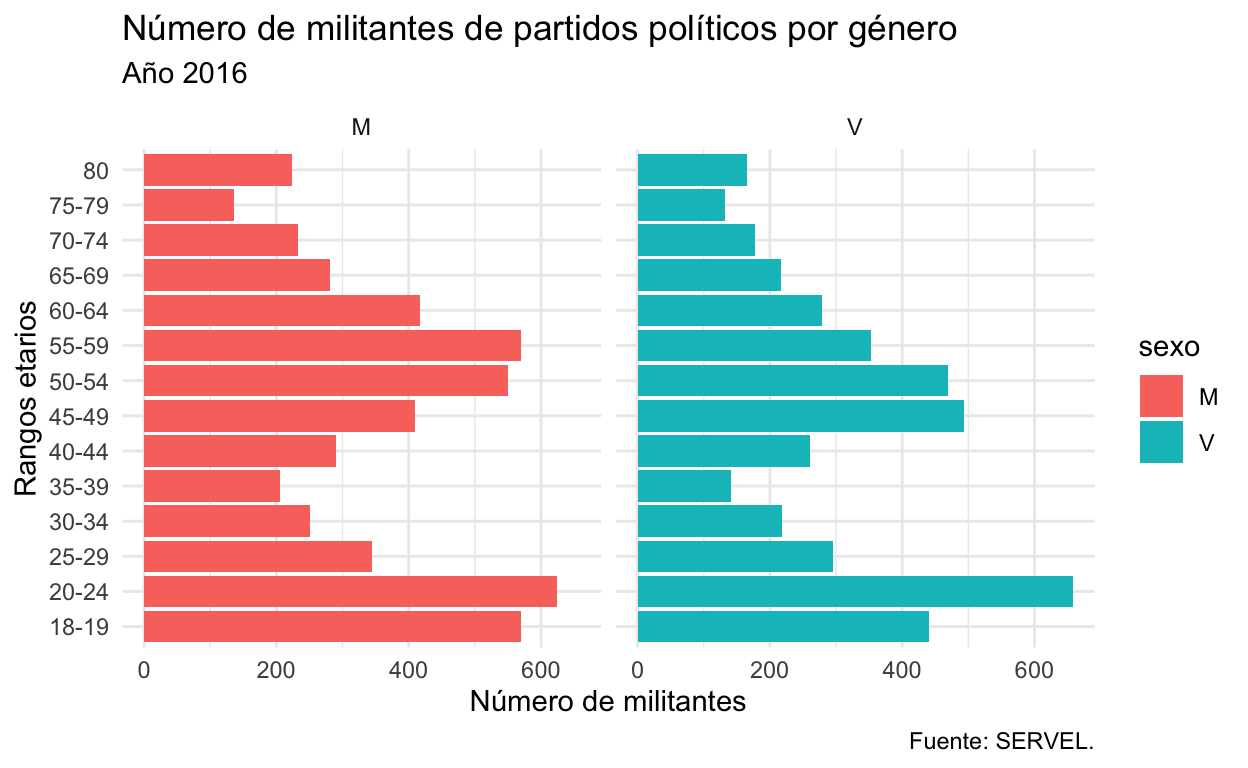 Número de militantes de partidos políticos por género
Año 2016
M
V
80
75-79
70-74
65-69
60-64
55-59
50-54
45-49
40-44
35-39
30-34
25-29
20-24
18-19
Rangos etarios
0 200 400 600
0 200 400 600
Número de militantes
sexo
M
V
Fuente: SERVEL.